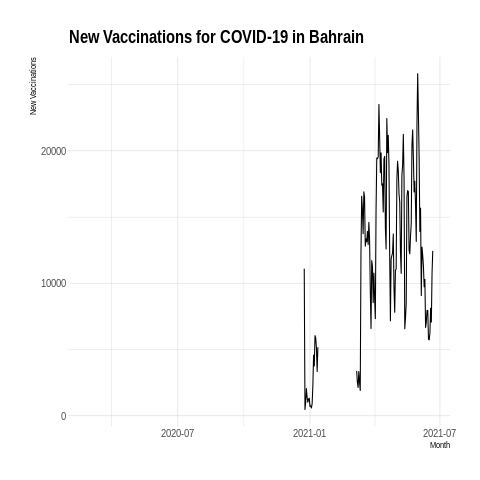 New Vaccinations for COVID-19 in Bahrain
New Vaccinations
20000
10000
0
2020-07
2021-01
2021-07
Month